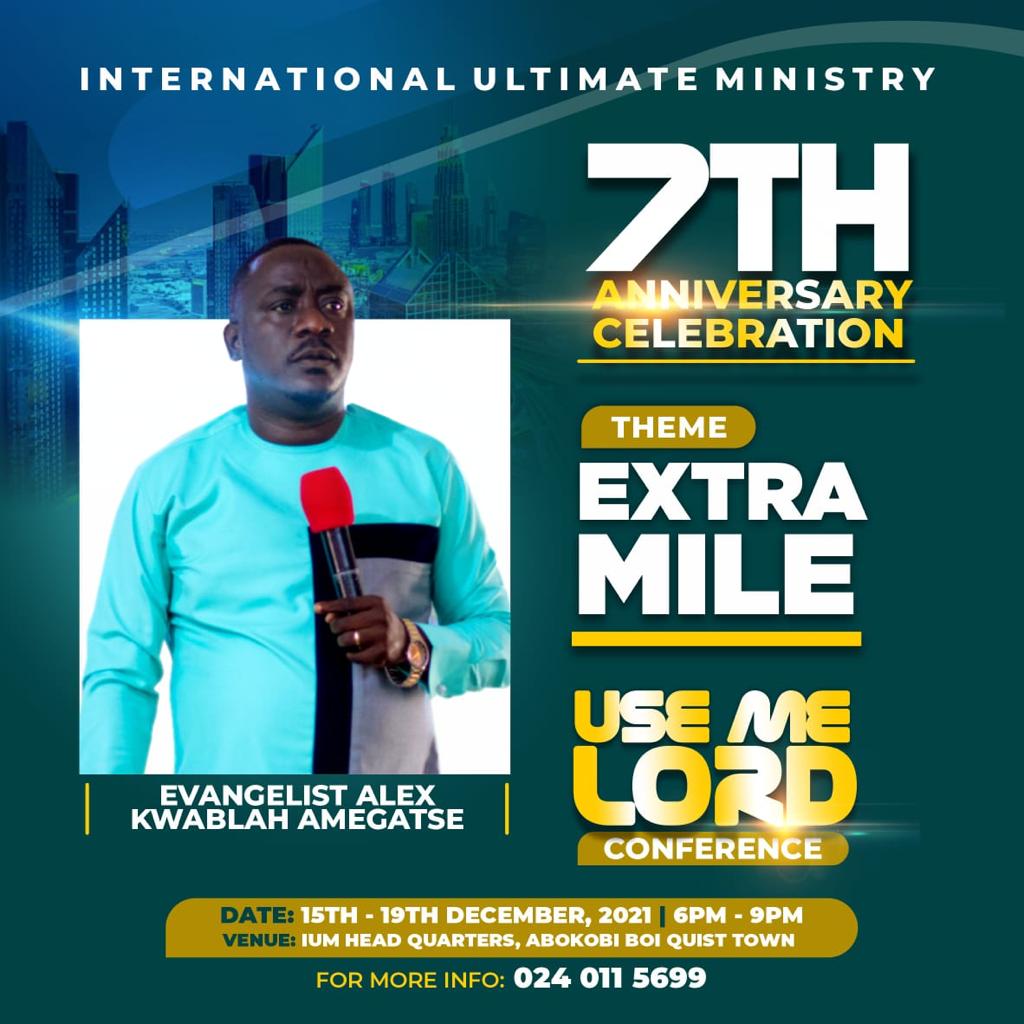 INTERNATIONAL ULTIMATE MINISTRY
7TH
ANNIVERSARY
CELEBRATION
THEME
EXTRA
MILE
USE ME
LORD
CONFERENCE
EVANGELIST ALEX
KWABLAH AMEGATSE
DATE: 15TH - 19TH DECEMBER, 2021 | 6PM - 9PM
VENUE: IUM HEAD QUARTERS, ABOKOBI BOI QUIST TOWN
FOR MORE INFO: 024 011 5699